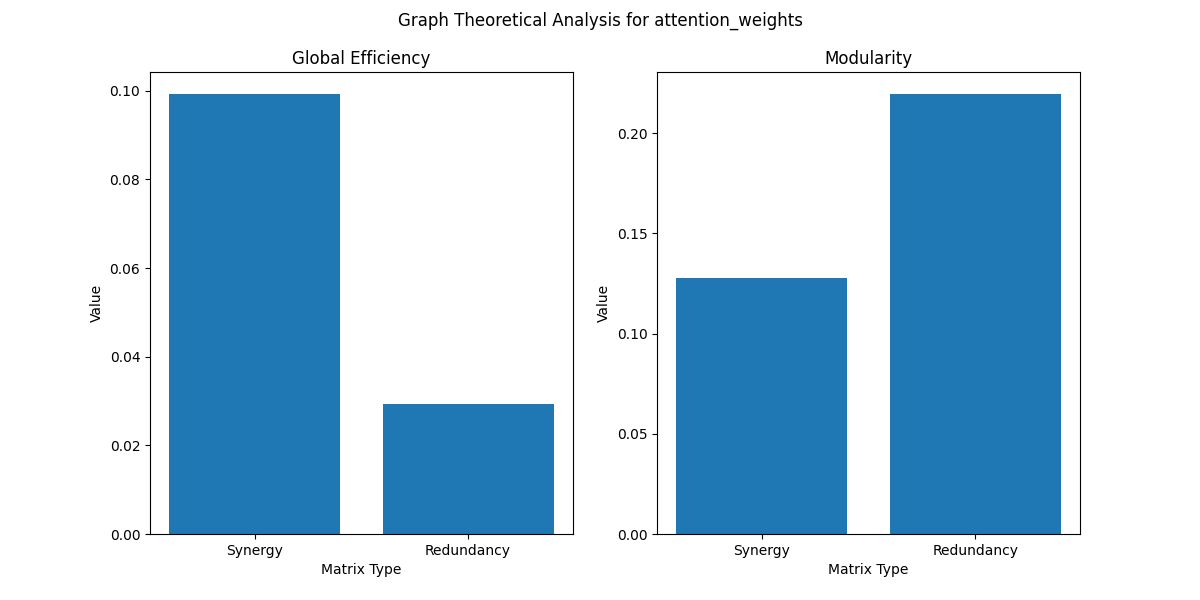 Graph Theoretical Analysis for attention_weights
Global Efficiency
0.10
0.08
0.06
0.04
0.02
0.00
Value
Synergy Redundancy
Matrix Type
Modularity
0.20
0.15
0.10
0.05
0.00
Value
Synergy Redundancy
Matrix Type